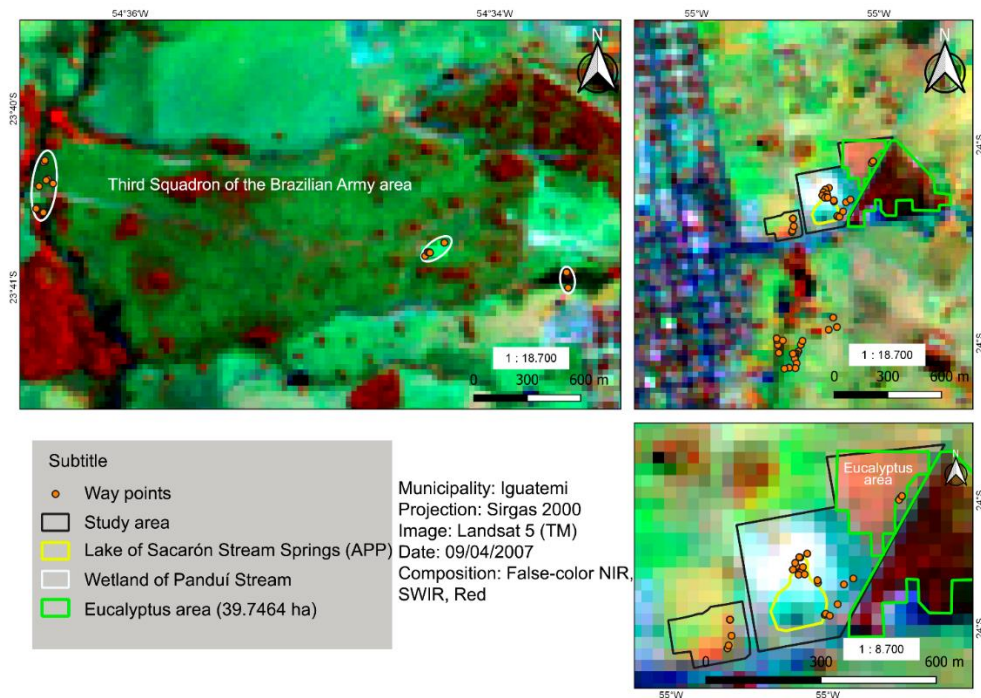 54°36'W
54°34'W
23°40'S
23°41'S
N
Third Squadron of the Brazilian Army area
1 : 18.700
0 300 600 m
55°W
55°W
N
24°S
24°S
1 : 18.700
0 300 600 m
Subtitle
Way points
Study area
Lake of Sacarón Stream Springs (APP)
Wetland of Panduí Stream
Eucalyptus area (39.7464 ha)
Municipality: Iguatemi
Projection: Sirgas 2000
Image: Landsat 5 (TM)
Date: 09/04/2007
Composition: False-color NIR,
SWIR, Red
Eucalyptus
area
N
24°S
24°S
1 : 8.700
0 300 600 m
55°W
55°W